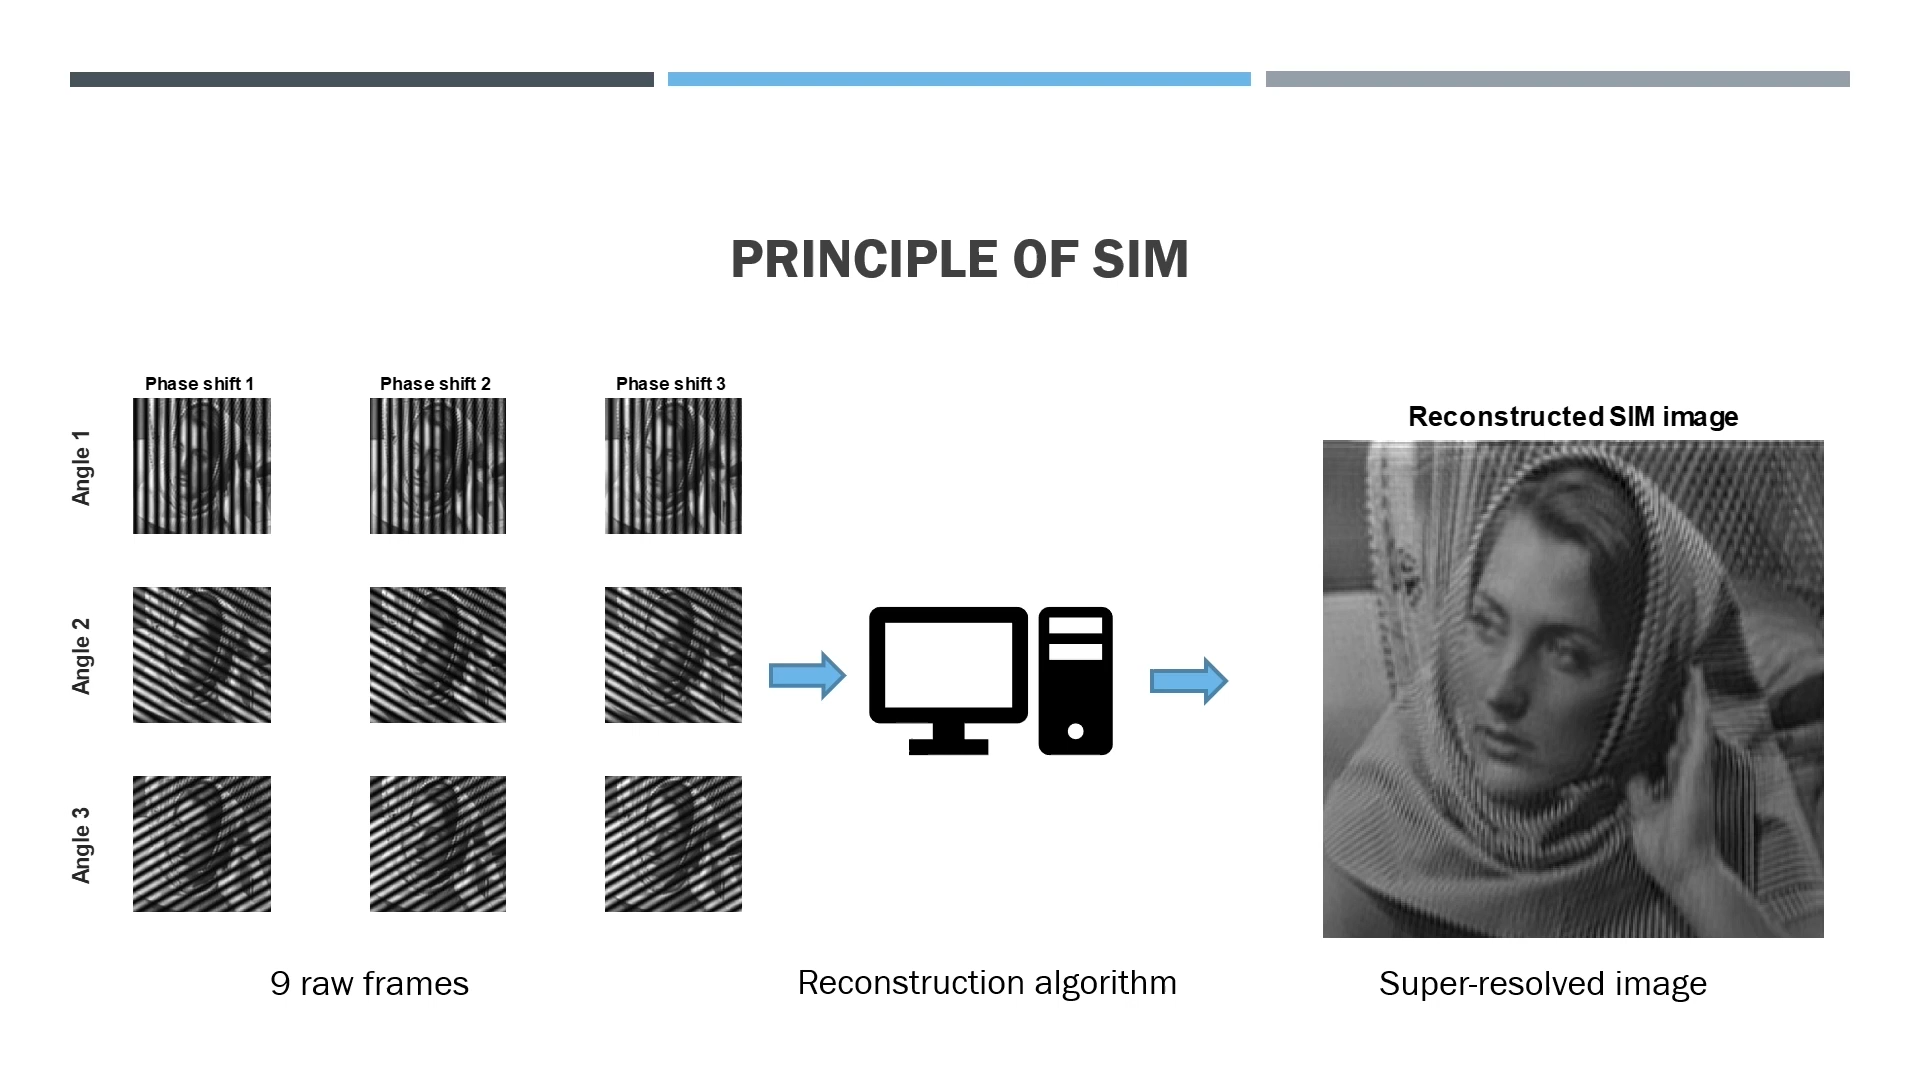 PRINCIPLE OF SIM
Phase shift 1
Phase shift 2
Phase shift 3
Angle 1
Angle 2
Angle 3
Reconstructed SIM image
9 raw frames
Reconstruction algorithm
Super-resolved image